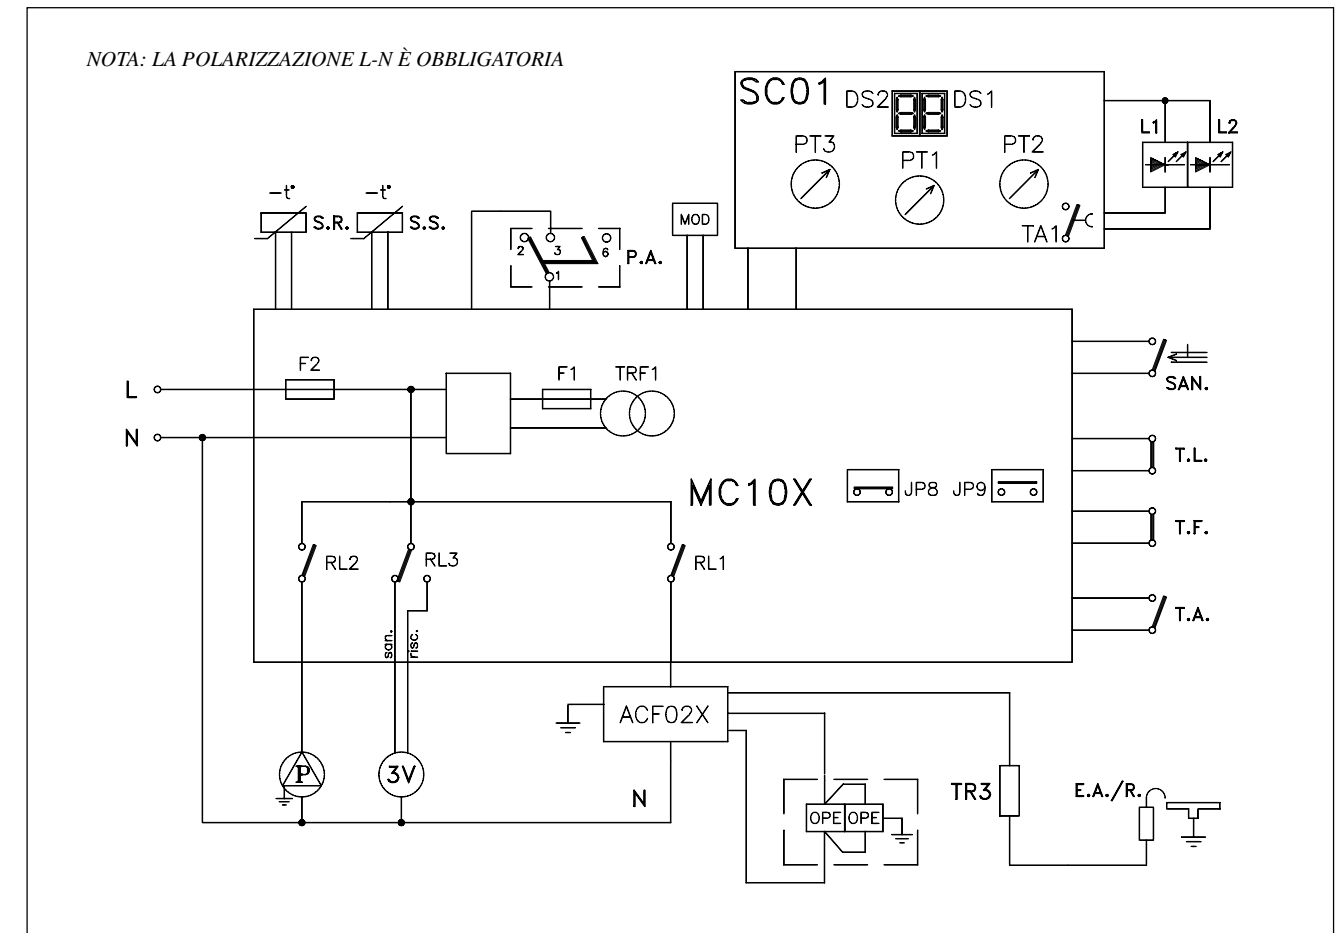 NOTA: LA POLARIZZAZIONE L-N È OBBLIGATORIA
SC01
DS2
DS1
PT3
PT1
PT2
TA1
L1
L2
-t°
S.R.
-t°
S.S.
2
3
6
1
P.A.
MOD
L
N
F2
F1
TRF1
SAN.
T.L.
T.F.
T.A.
MC10X
JP8
JP9
RL2
RL3
RL1
san.
risc.
ACF02X
P
3V
N
OPE
OPE
TR3
E.A./R.